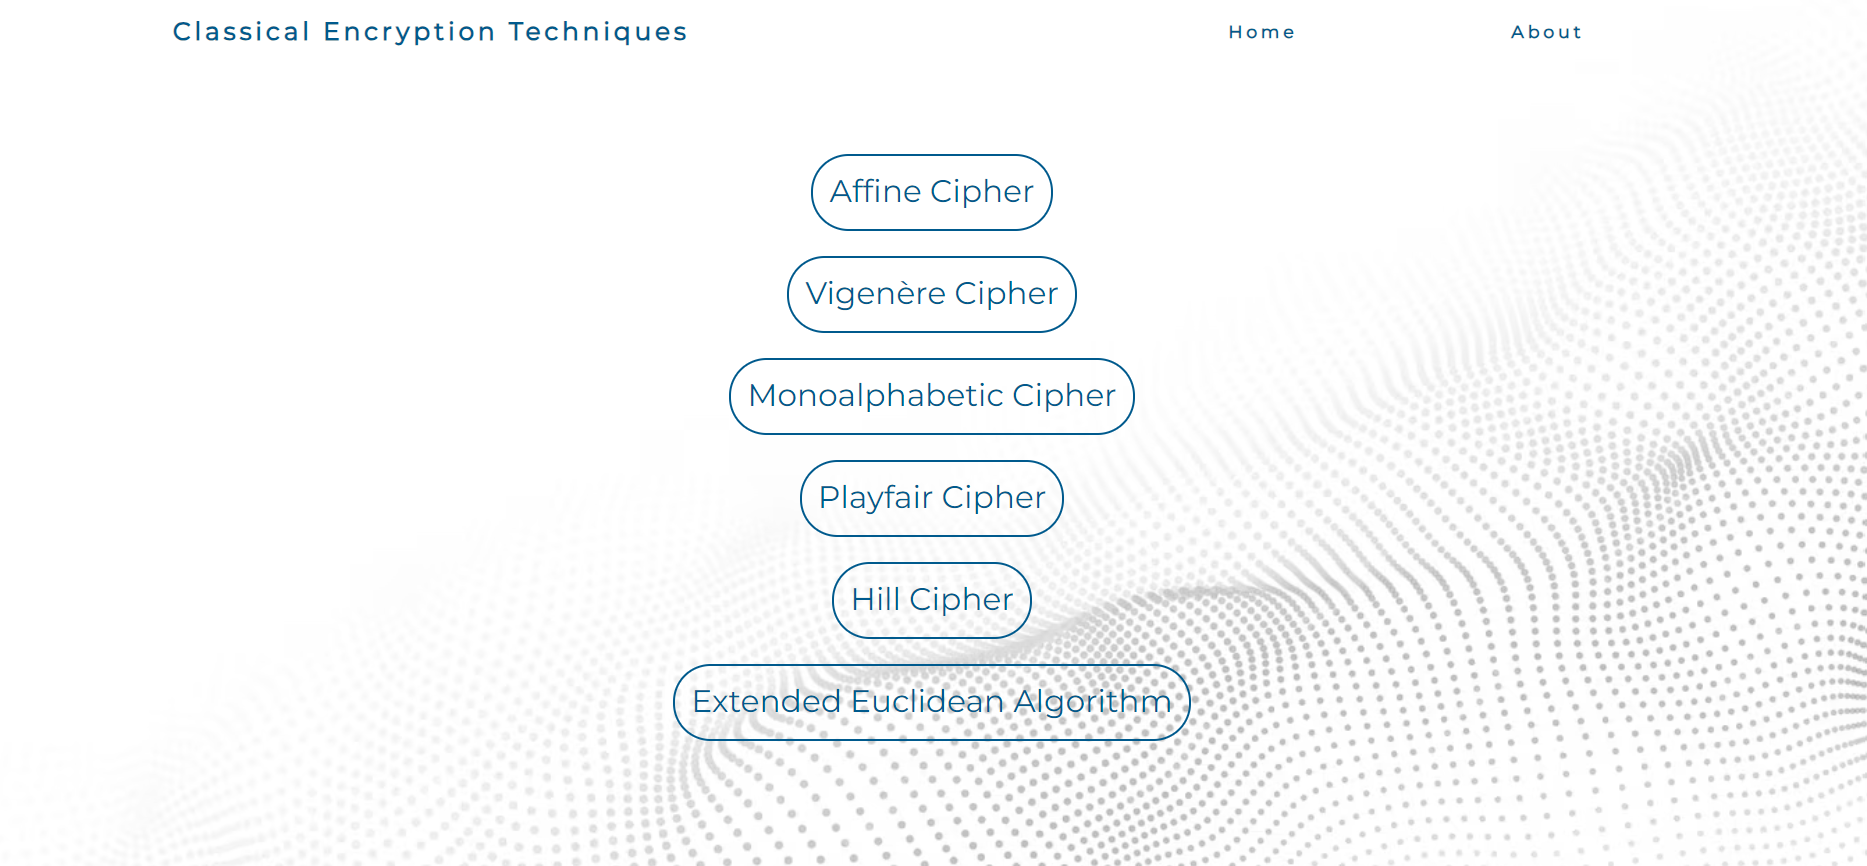 Classical Encryption Techniques
Home
About
Affine Cipher
Vigenère Cipher
Monoalphabetic Cipher
Playfair Cipher
Hill Cipher
Extended Euclidean Algorithm